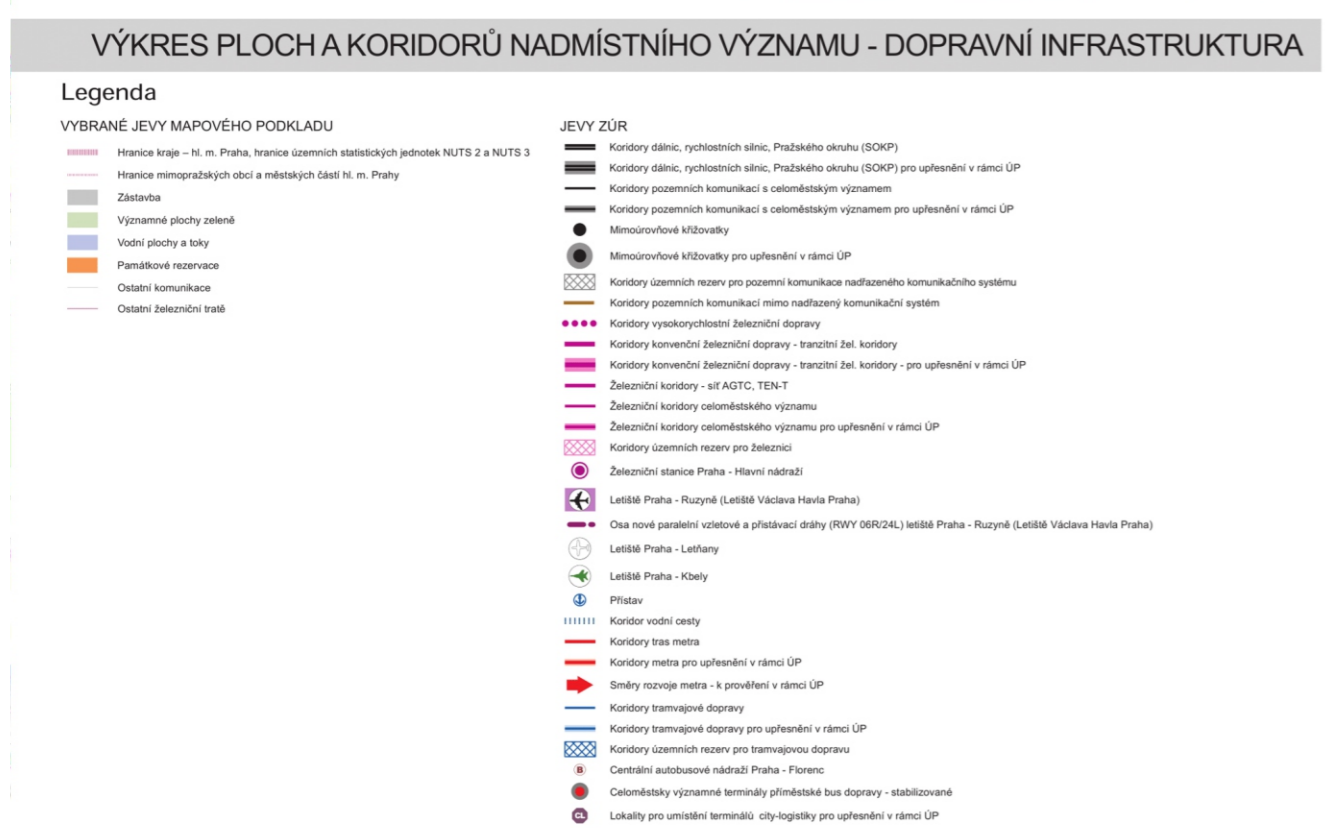 VÝKRES PLOCH A KORIDORŮ NADMÍSTNÍHO VÝZNAMU - DOPRAVNÍ INFRASTRUKTURA
Legenda
VYBRANÉ JEVY MAPOVÉHO PODKLADU
Hranice kraje – hl. m. Praha, hranice územních statistických jednotek NUTS 2 a NUTS 3
Hranice mimopražských obcí a městských částí hl. m. Prahy
Zástavba
Významné plochy zeleně
Vodní plochy a toky
Památkové rezervace
Ostatní komunikace
Ostatní železniční tratě
JEVY ZÚR
Koridory dálnic, rychlostních silnic, Pražského okruhu (SOKP)
Koridory dálnic, rychlostních silnic, Pražského okruhu (SOKP) pro upřesnění v rámci ÚP
Koridory pozemních komunikací s celoměstským významem
Koridory pozemních komunikací s celoměstským významem pro upřesnění v rámci ÚP
Mimoúrovňové křižovatky
Mimoúrovňové křižovatky pro upřesnění v rámci ÚP
Koridory územních rezerv pro pozemní komunikace nadřazeného komunikačního systému
Koridory pozemních komunikací mimo nadřazený komunikační systém
Koridory vysokorychlostní železniční dopravy
Koridory konvenční železniční dopravy - tranzitní žel. koridory
Koridory konvenční železniční dopravy - tranzitní žel. koridory - pro upřesnění v rámci ÚP
Železniční koridory - síť AGTC, TEN-T
Železniční koridory celoměstského významu
Železniční koridory celoměstského významu pro upřesnění v rámci ÚP
Koridory územních rezerv pro železnici
Železniční stanice Praha - Hlavní nádraží
Letiště Praha - Ruzyně (Letiště Václava Havla Praha)
Osa nové paralelní vzletové a přistávací dráhy (RWY 06R/24L) letiště Praha - Ruzyně (Letiště Václava Havla Praha)
Letiště Praha - Letňany
Letiště Praha - Kbely
Přístav
Koridor vodní cesty
Koridory tras metra
Koridory metra pro upřesnění v rámci ÚP
Směry rozvoje metra - k prověření v rámci ÚP
Koridory tramvajové dopravy
Koridory tramvajové dopravy pro upřesnění v rámci ÚP
Koridory územních rezerv pro tramvajovou dopravu
B Centrální autobusové nádraží Praha - Florenc
Celoměstsky významné terminály příměstské bus dopravy - stabilizované
CL Lokality pro umístění terminálů city-logistiky pro upřesnění v rámci ÚP